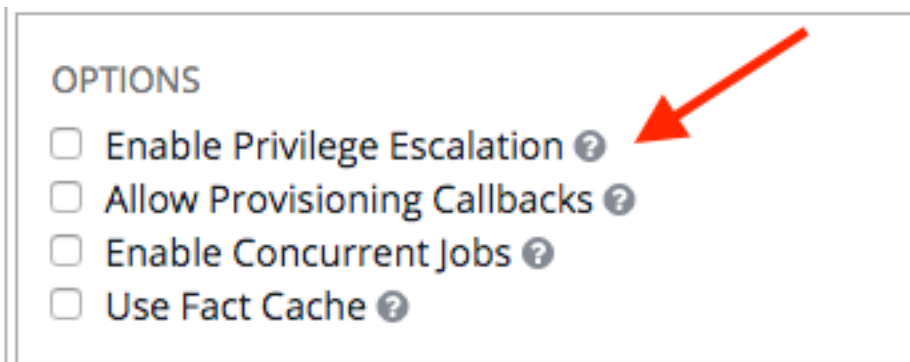 OPTIONS
Enable Privilege Escalation ?
Allow Provisioning Callbacks ?
Enable Concurrent Jobs ?
Use Fact Cache ?